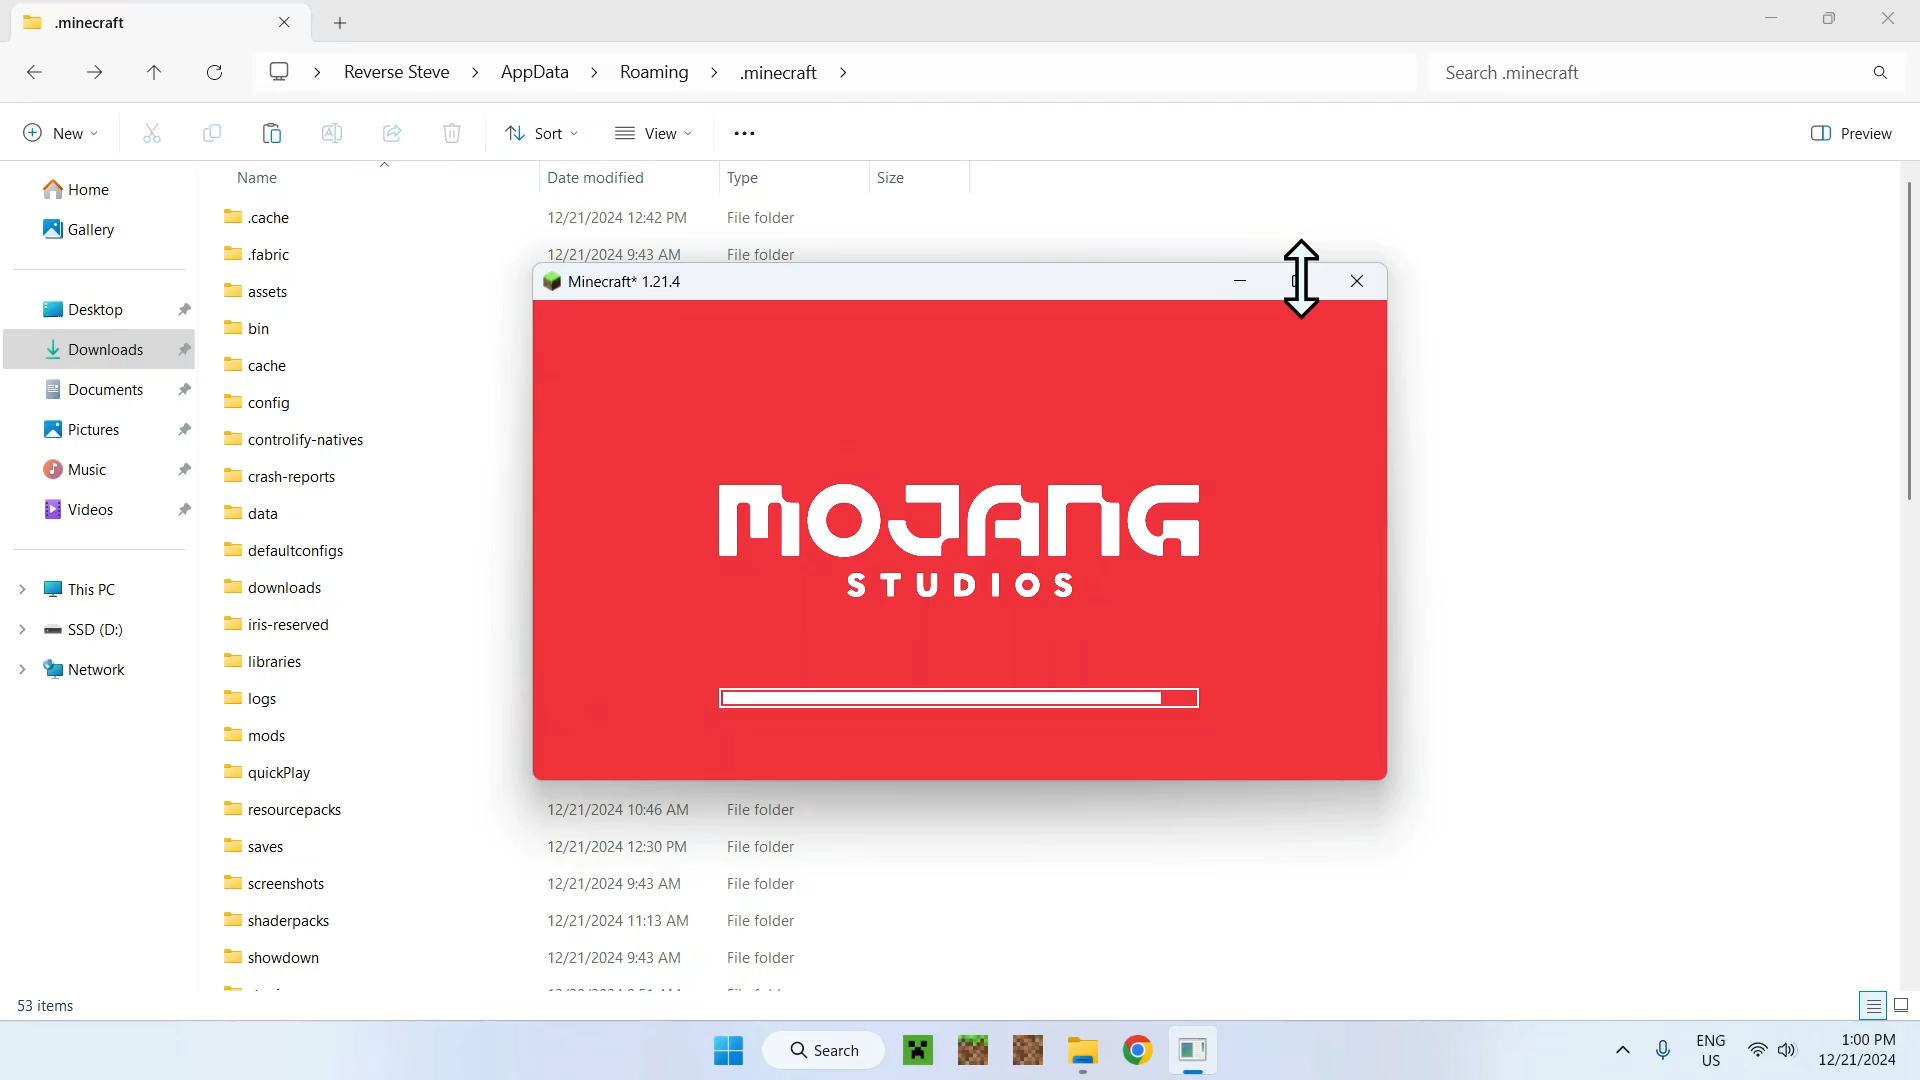 .minecraft
Reverse Steve > AppData > Roaming > .minecraft >
Search .minecraft
New
Sort
View
Preview
Name
Date modified
Type
Size
Home
Gallery
Desktop
Downloads
Documents
Pictures
Music
Videos
This PC
SSD (D:)
Network
.cache 12/21/2024 12:42 PM File folder
.fabric 12/21/2024 9:43 AM File folder
assets
bin
cache
config
controlify-natives
crash-reports
data
defaultconfigs
downloads
iris-reserved
libraries
logs
mods
quickPlay
resourcepacks 12/21/2024 10:46 AM File folder
saves 12/21/2024 12:30 PM File folder
screenshots 12/21/2024 9:43 AM File folder
shaderpacks 12/21/2024 11:13 AM File folder
showdown 12/21/2024 9:43 AM File folder
Minecraft* 1.21.4
MOJANG
STUDIOS
53 items
Search
ENG
US
1:00 PM
12/21/2024